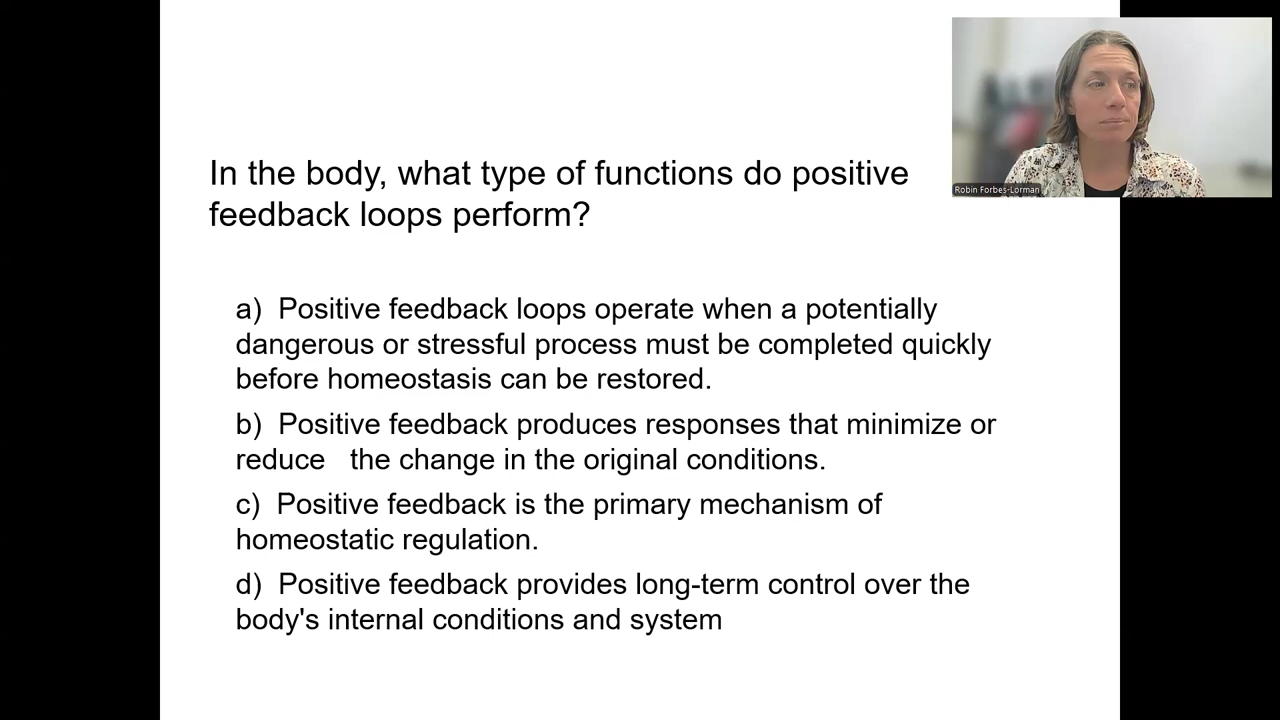 In the body, what type of functions do positive
feedback loops perform?
Robin Forbes-Lorman
a) Positive feedback loops operate when a potentially
dangerous or stressful process must be completed quickly
before homeostasis can be restored.
b) Positive feedback produces responses that minimize or
reduce   the change in the original conditions.
c) Positive feedback is the primary mechanism of
homeostatic regulation.
d) Positive feedback provides long-term control over the
body's internal conditions and system